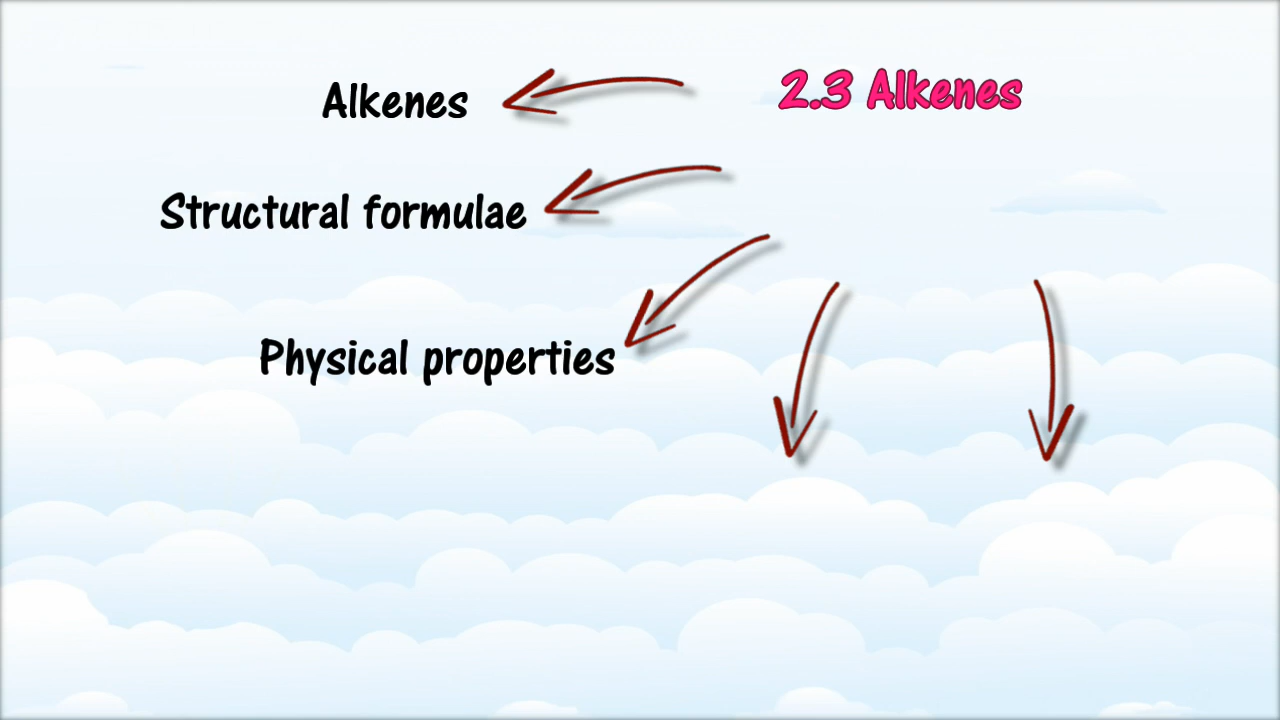 2.3 Alkenes
Alkenes
Structural formulae
Physical properties